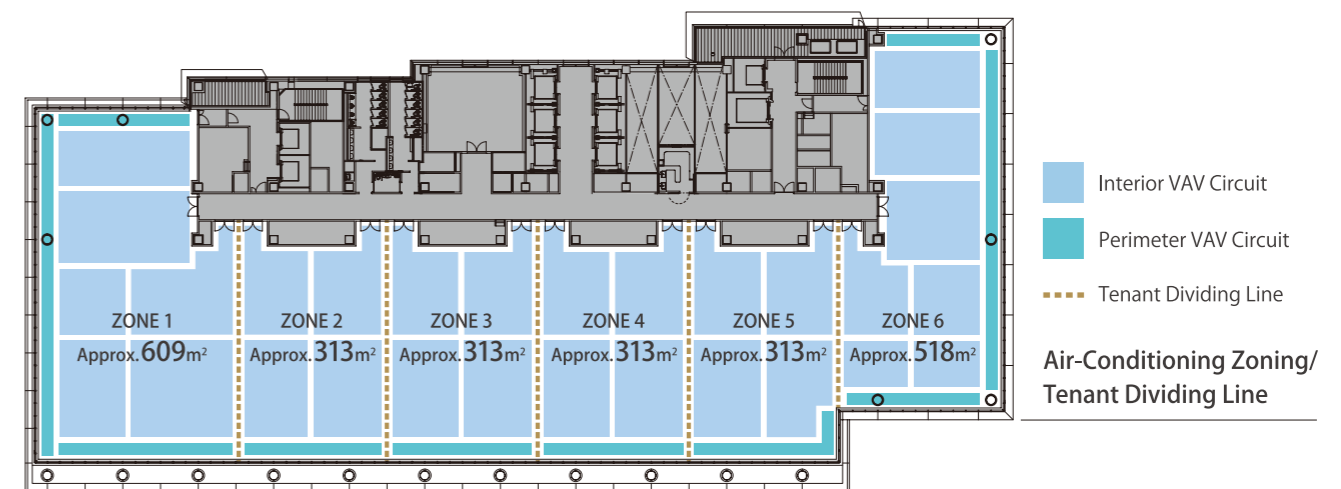 Interior VAV Circuit
Perimeter VAV Circuit
Tenant Dividing Line
ZONE 1
Approx.609m²
ZONE 2
Approx.313m²
ZONE 3
Approx.313m²
ZONE 4
Approx.313m²
ZONE 5
Approx.313m²
ZONE 6
Approx.518m²
Air-Conditioning Zoning/
Tenant Dividing Line